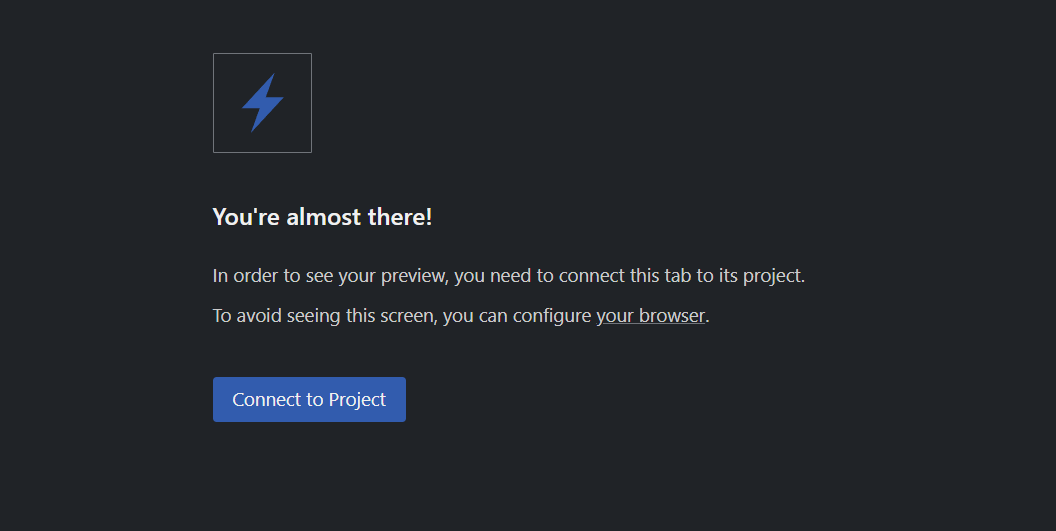 You're almost there!
In order to see your preview, you need to connect this tab to its project.
To avoid seeing this screen, you can configure your browser.
Connect to Project